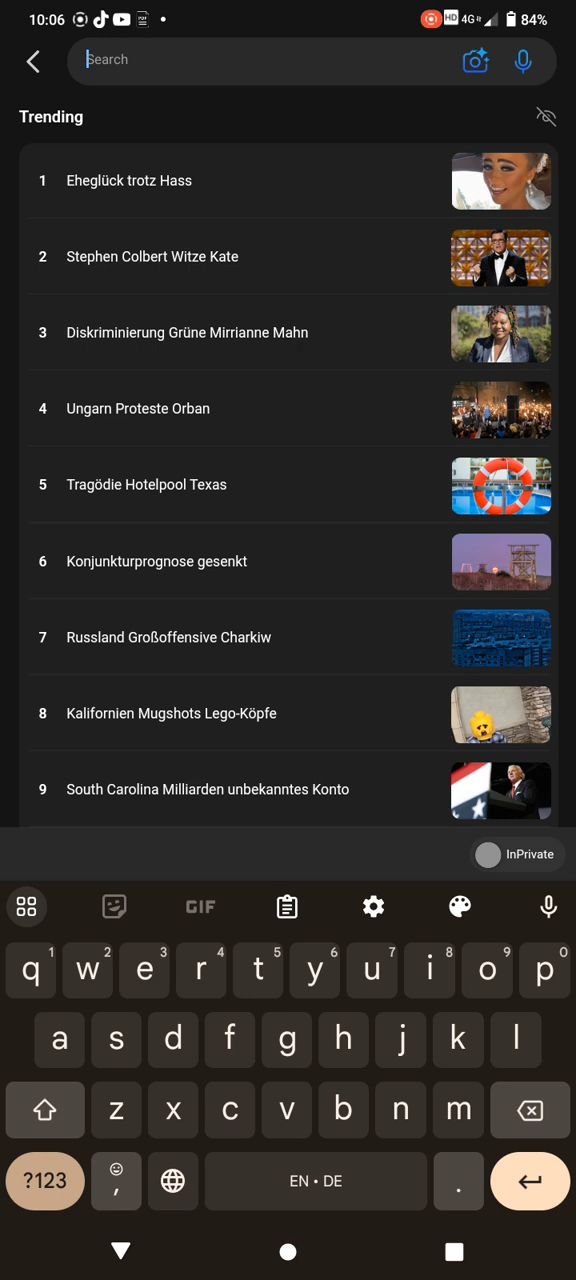 10:06 HD 4G 84%
Search
Trending
1 Eheglück trotz Hass
2 Stephen Colbert Witze Kate
3 Diskriminierung Grüne Mirrianne Mahn
4 Ungarn Proteste Orban
5 Tragödie Hotelpool Texas
6 Konjunkturprognose gesenkt
7 Russland Großoffensive Charkiw
8 Kalifornien Mugshots Lego-Köpfe
9 South Carolina Milliarden unbekanntes Konto
InPrivate
GIF
1 2 3 4 5 6 7 8 9 0
q w e r t y u i o p
a s d f g h j k l
z x c v b n m
?123 , EN • DE .